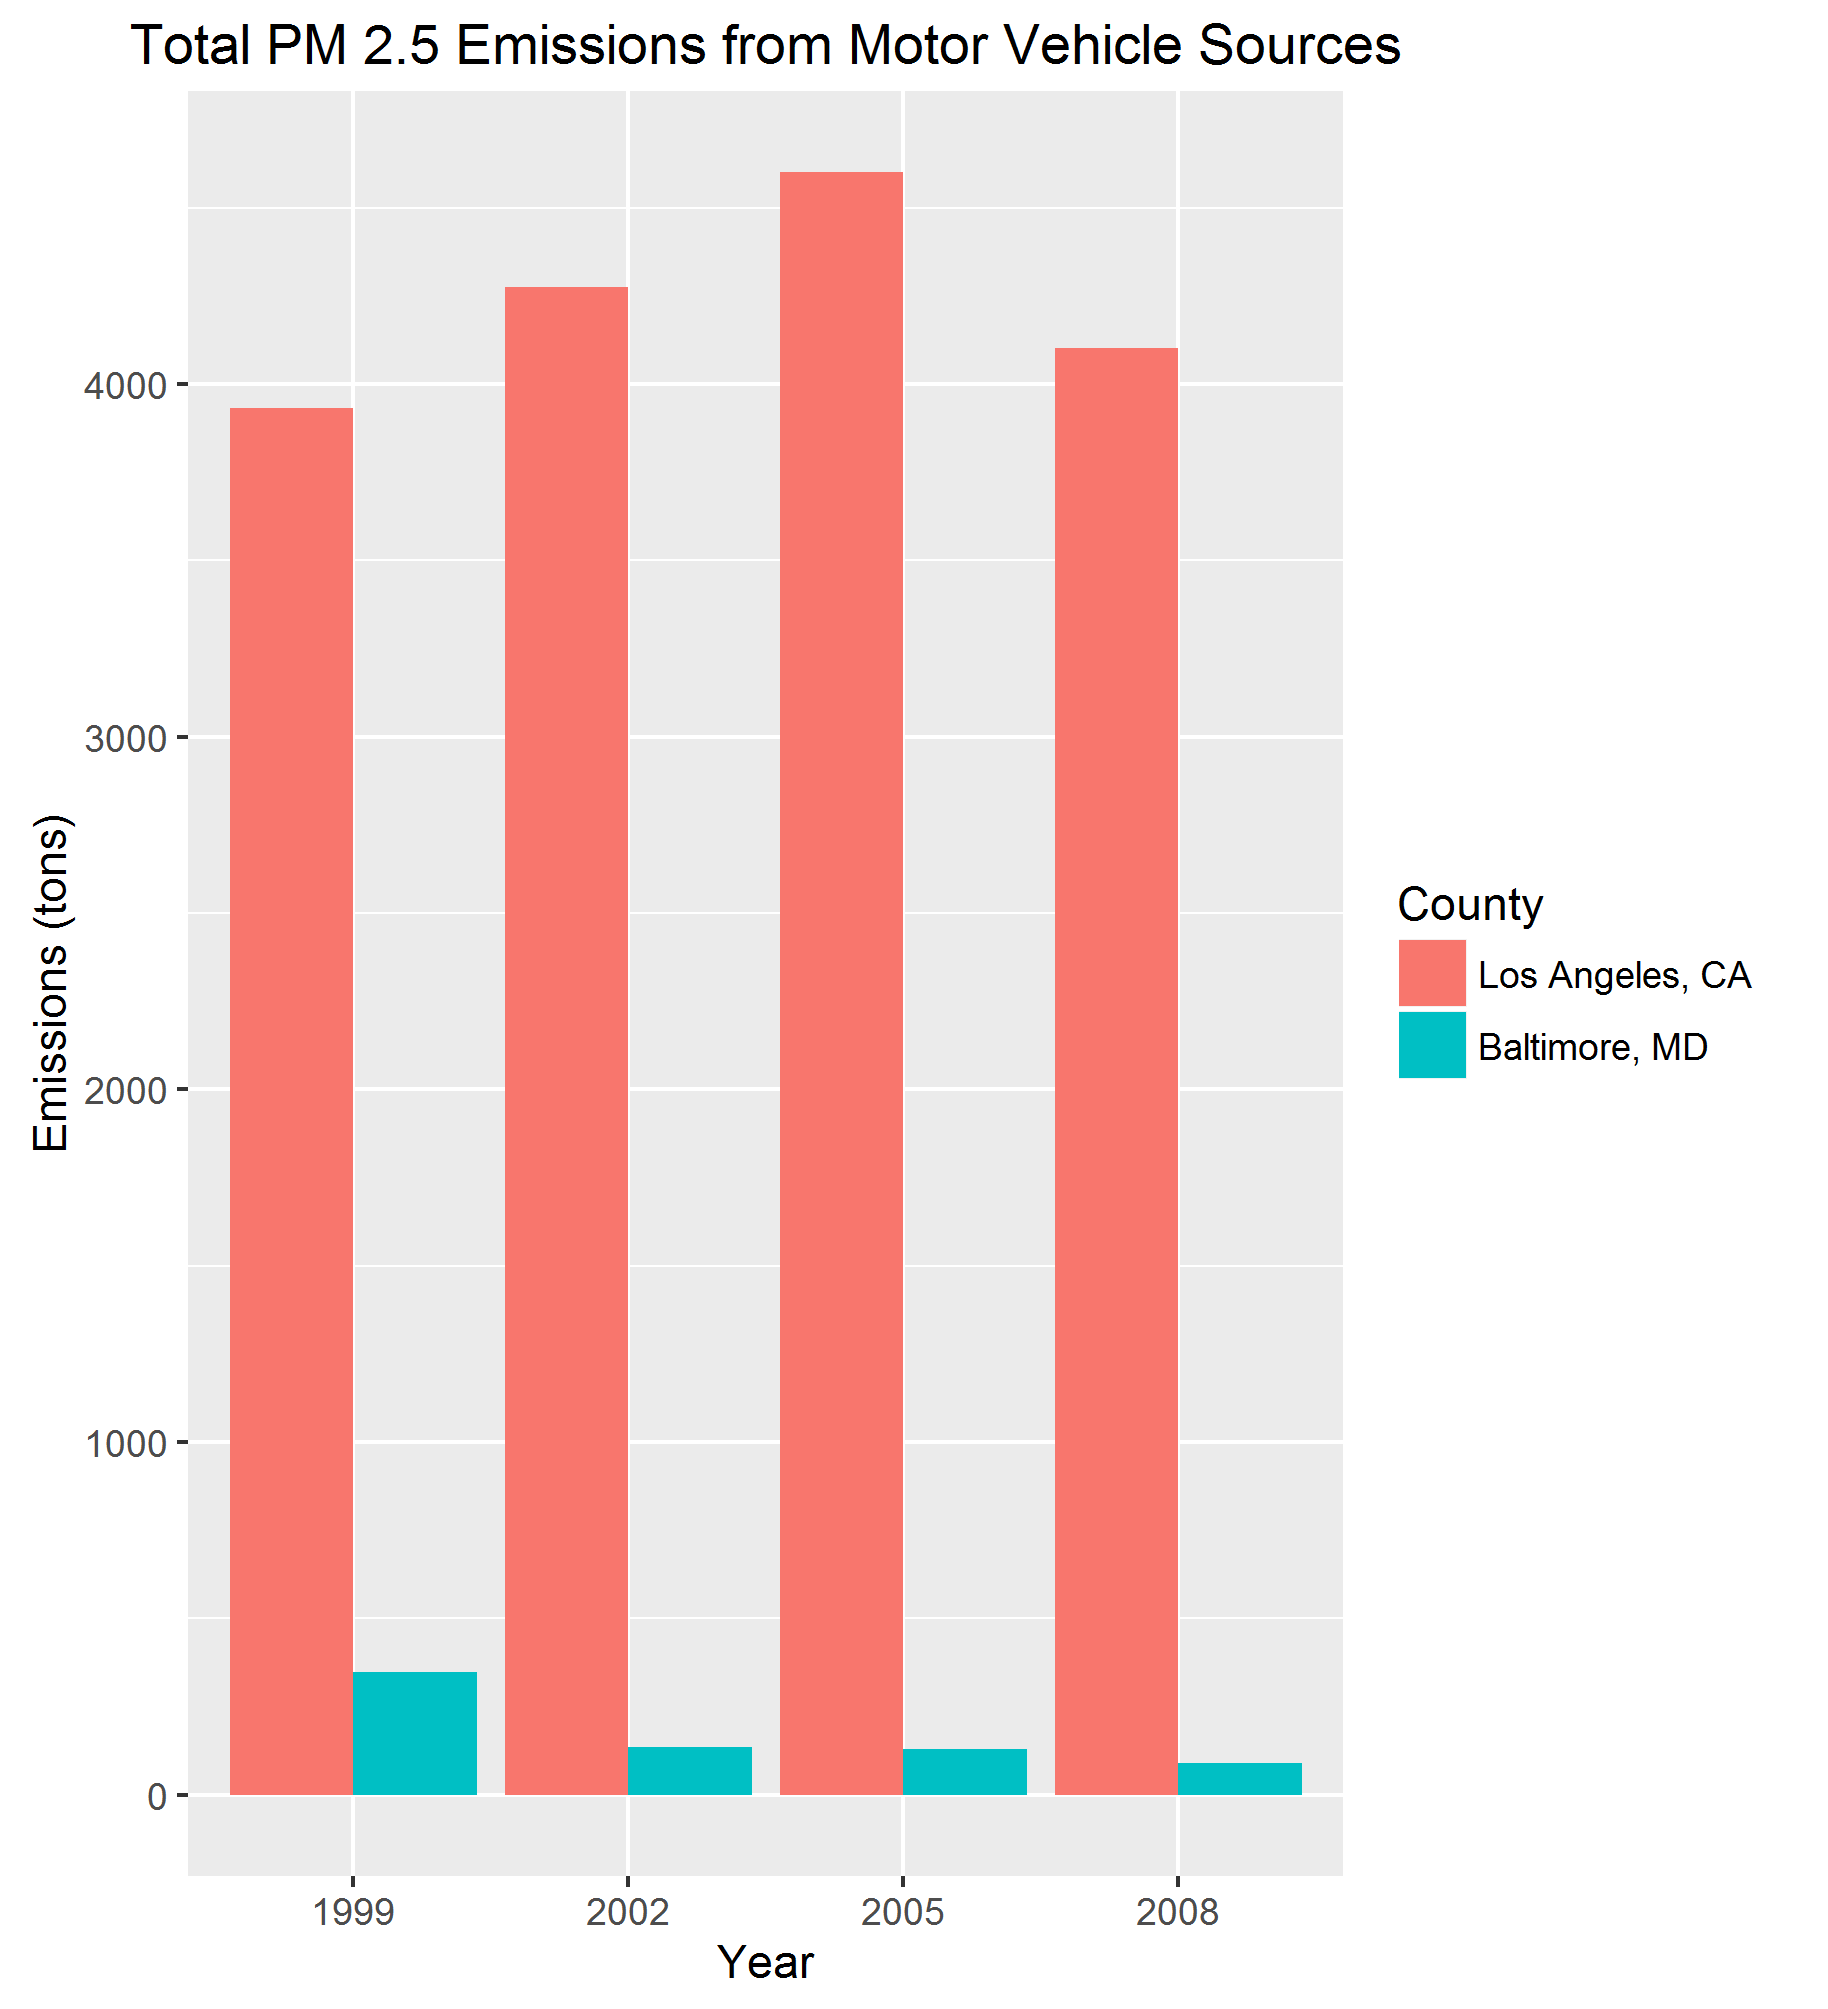 Total PM 2.5 Emissions from Motor Vehicle Sources
4000
3000
2000
1000
0
Emissions (tons)
1999 2002 2005 2008
Year
County
Los Angeles, CA
Baltimore, MD